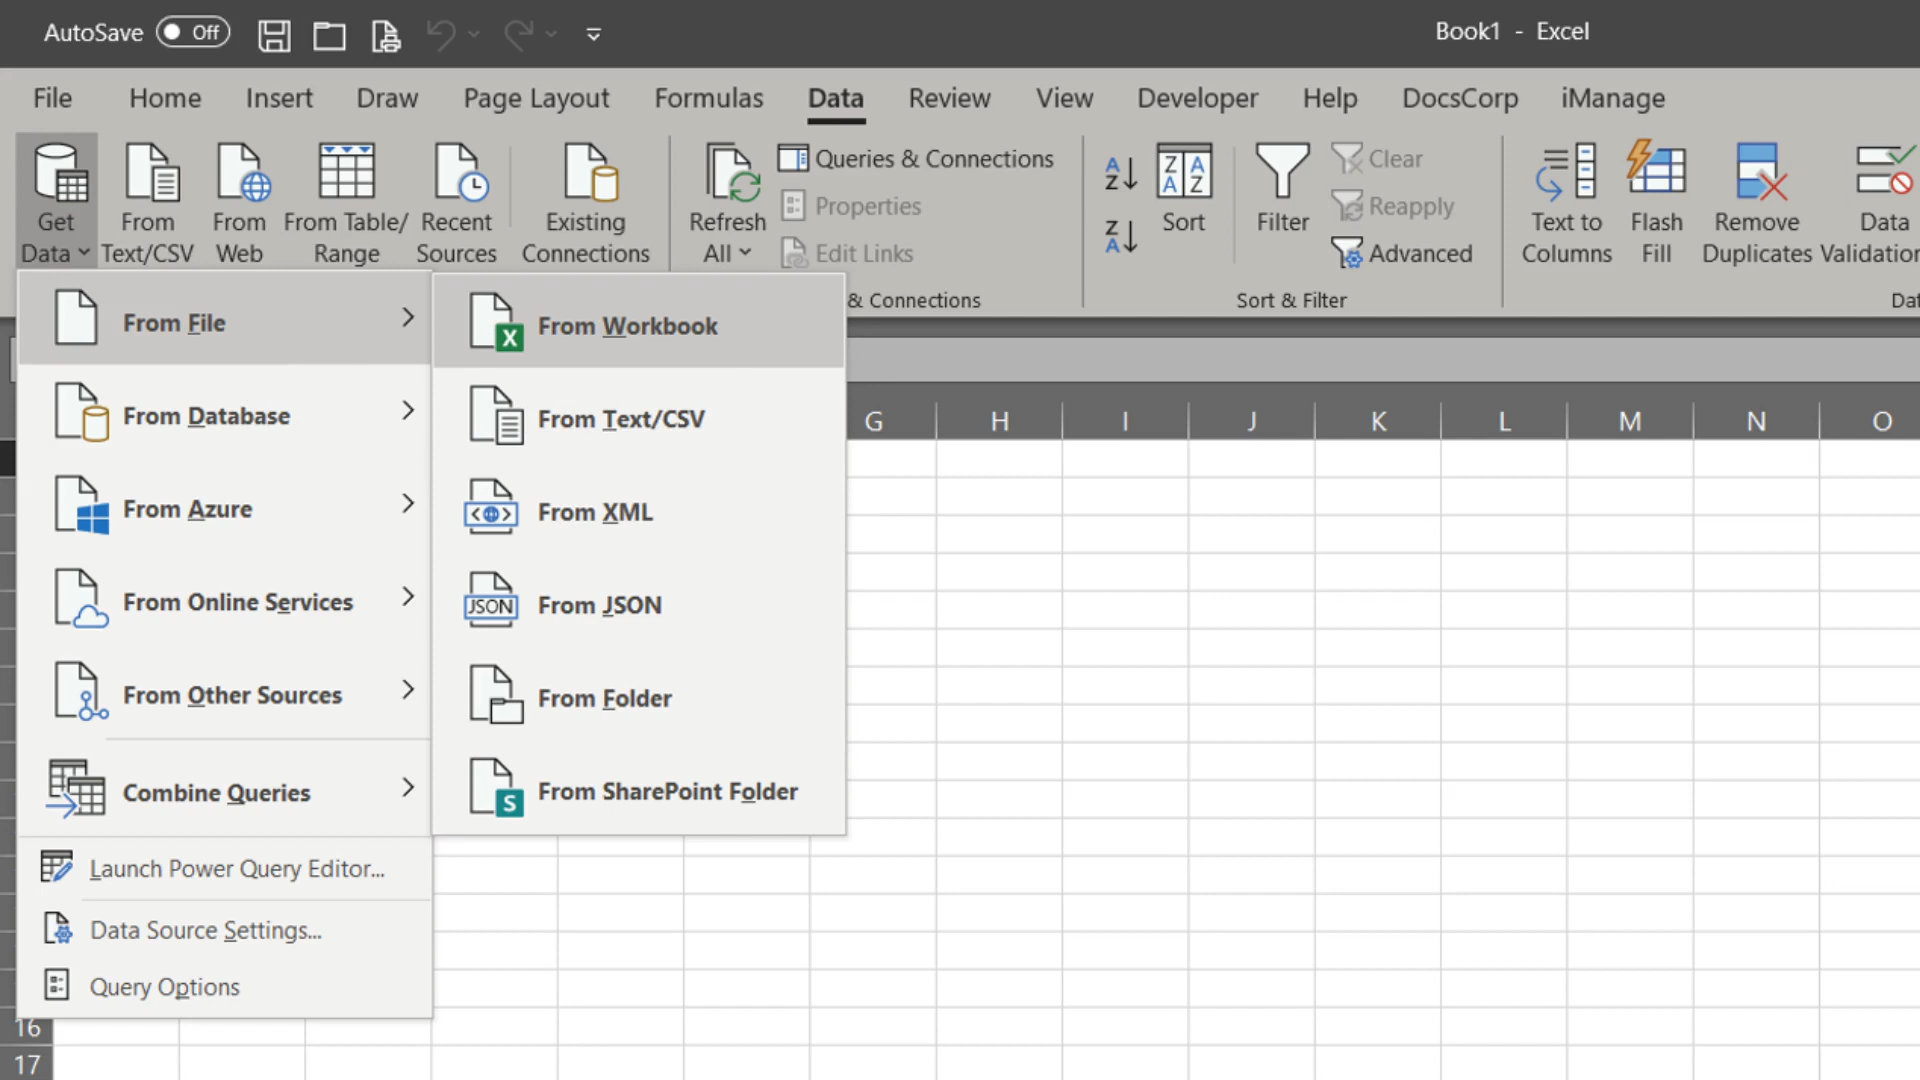 AutoSave Off
Book1 - Excel
File Home Insert Draw Page Layout Formulas Data Review View Developer Help DocsCorp iManage
Get Data
From Text/CSV
From Web
From Table/ Range
Recent Sources
Existing Connections
Refresh All
Queries & Connections
Properties
Edit Links
& Connections
A Z
Z A
Z A A Z
Sort
Filter
Clear
Reapply
Advanced
Sort & Filter
Text to Columns
Flash Fill
Remove Duplicates
Data Validation
Dat
From File
From Database
From Azure
From Online Services
From Other Sources
Combine Queries
Launch Power Query Editor...
Data Source Settings...
Query Options
X From Workbook
From Text/CSV
From XML
JSON From JSON
From Folder
S From SharePoint Folder
G H I J K L M N O
16
17